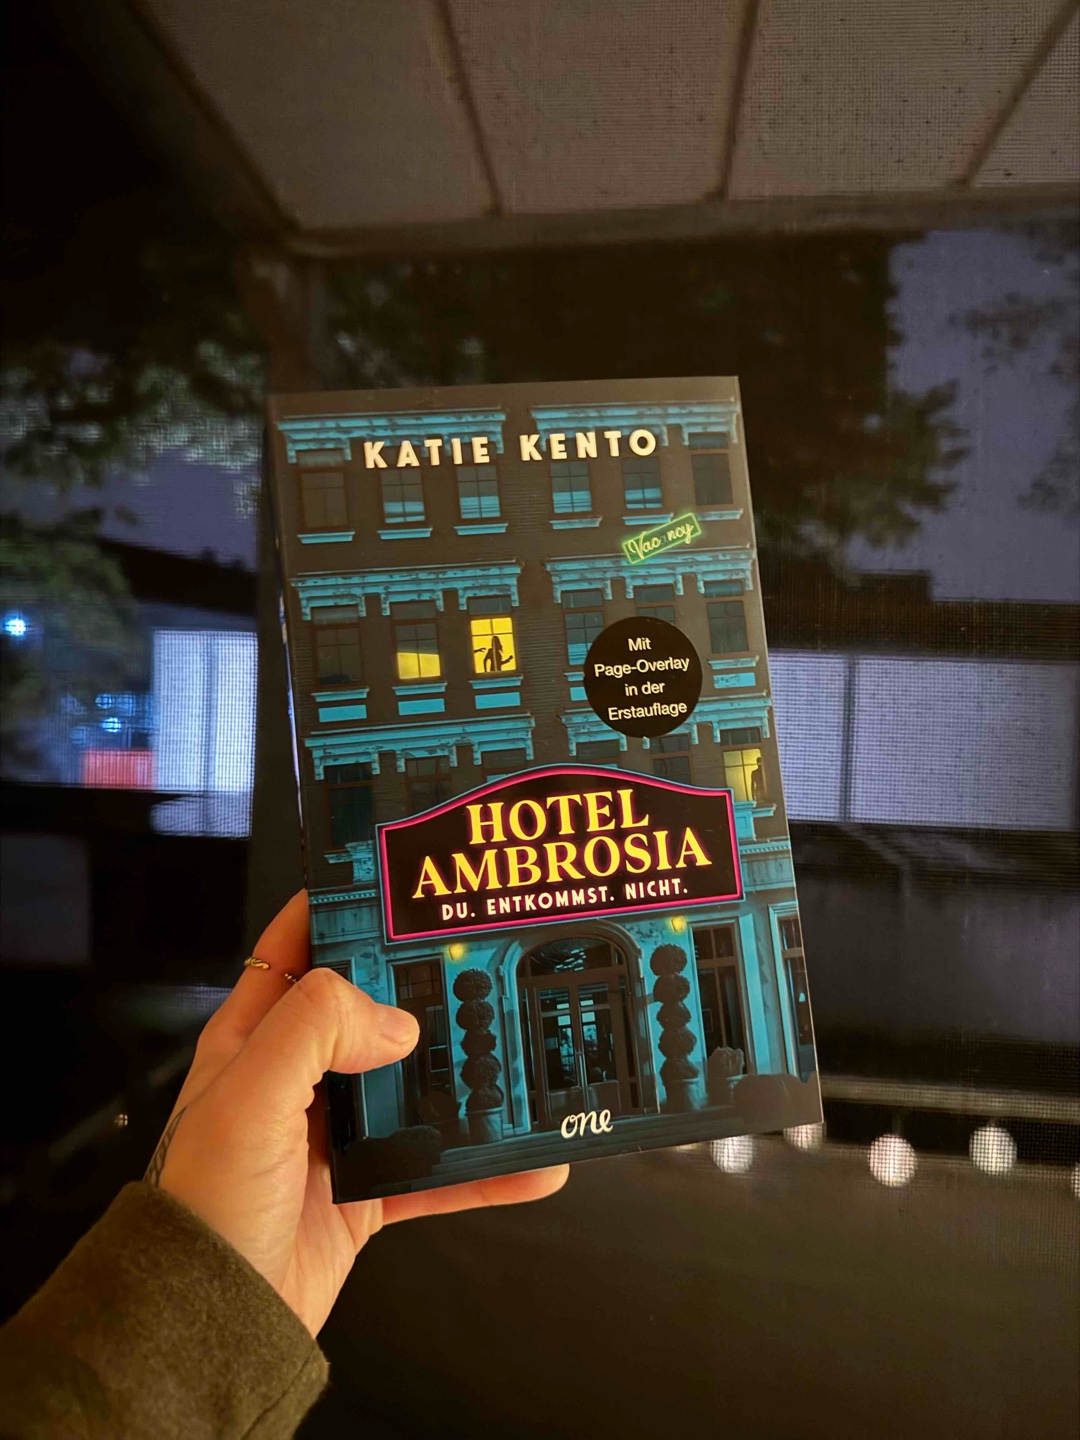 KATIE KENTO
Vacancy
Mit
Page-Overlay
in der
Erstauflage
HOTEL
AMBROSIA
DU. ENTKOMMST. NICHT.
one